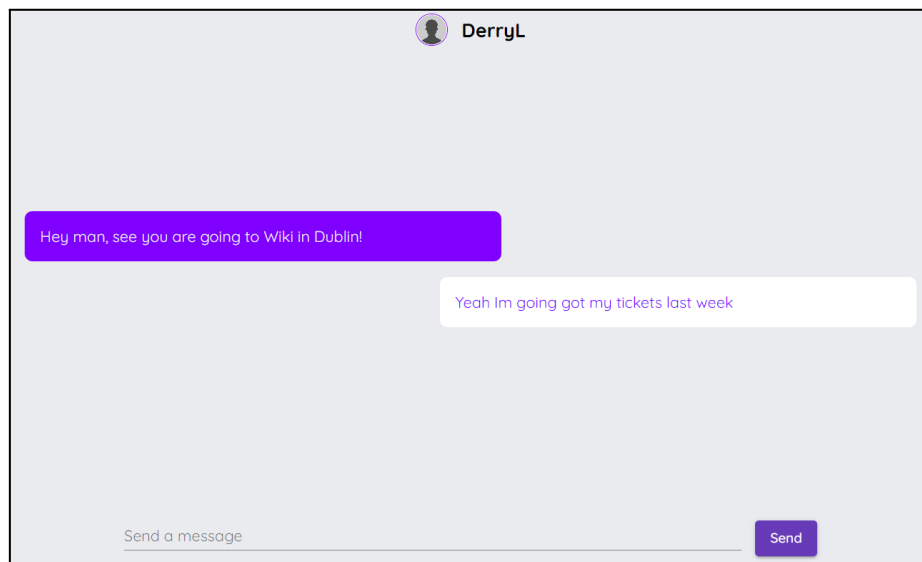 DerryL
Hey man, see you are going to Wiki in Dublin!
Yeah Im going got my tickets last week
Send a message
Send